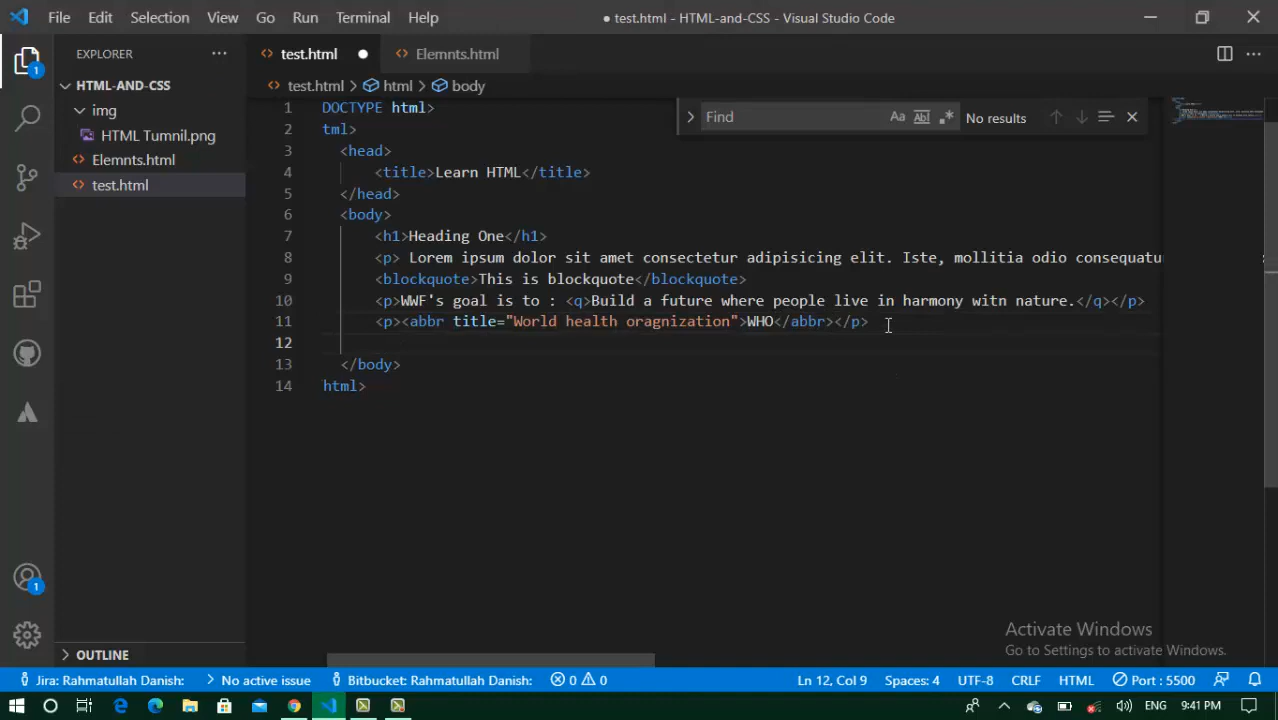 File Edit Selection View Go Run Terminal Help ● test.html - HTML-and-CSS - Visual Studio Code
EXPLORER ···
test.html ●
Elemnts.html
HTML-AND-CSS
img
HTML Tumnil.png
Elemnts.html
test.html
OUTLINE
1
1
test.html > html > body
Find Aa Abl .* No results
1 DOCTYPE html>
2 tml>
3 <head>
4 <title>Learn HTML</title>
5 </head>
6 <body>
7 <h1>Heading One</h1>
8 <p> Lorem ipsum dolor sit amet consectetur adipisicing elit. Iste, mollitia odio consequatu
9 <blockquote>This is blockquote</blockquote>
10 <p>WWF's goal is to : <q>Build a future where people live in harmony witn nature.</q></p>
11 <p><abbr title="World health oragnization">WHO</abbr></p>
12
13 </body>
14 html>
Activate Windows
Go to Settings to activate Windows.
Jira: Rahmatullah Danish: > No active issue Bitbucket: Rahmatullah Danish: 0 0 Ln 12, Col 9 Spaces: 4 UTF-8 CRLF HTML Port : 5500
ENG 9:41 PM